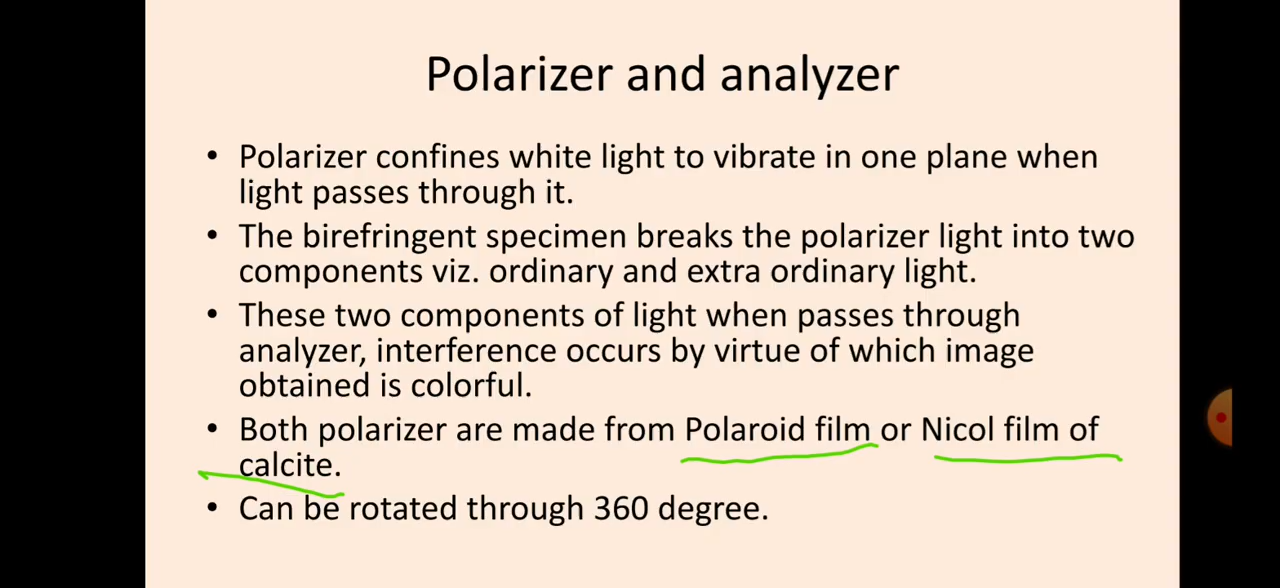 Polarizer and analyzer
• Polarizer confines white light to vibrate in one plane when
light passes through it.
• The birefringent specimen breaks the polarizer light into two
components viz. ordinary and extra ordinary light.
• These two components of light when passes through
analyzer, interference occurs by virtue of which image
obtained is colorful.
• Both polarizer are made from Polaroid film or Nicol film of
calcite.
• Can be rotated through 360 degree.